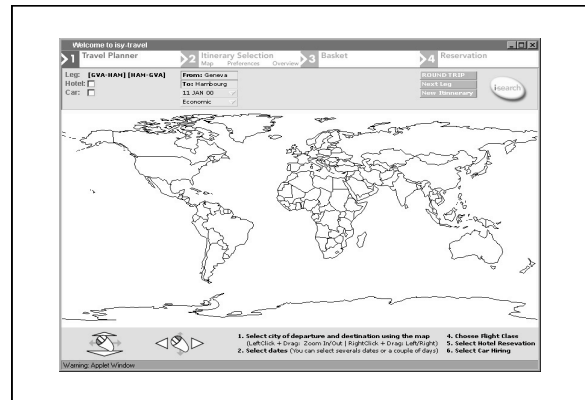 Welcome to isy-travel
1 Travel Planner
2 Itinerary Selection
Map Preferences Overview
3 Basket
4 Reservation
Leg: [GVA-HAM] [HAM-GVA]
Hotel:
Car:
From: Geneva
To: Hambourg
11 JAN 00
Economic
ROUND TRIP
Next Leg
New Itinnerary
isearch
1. Select city of departure and destination using the map
(LeftClick + Drag: Zoom In/Out | RightClick + Drag: Left/Right)
2. Select dates (You can select severals dates or a couple of days)
4. Choose Flight Class
5. Select Hotel Resevation
6. Select Car Hiring
Warning: Applet Window